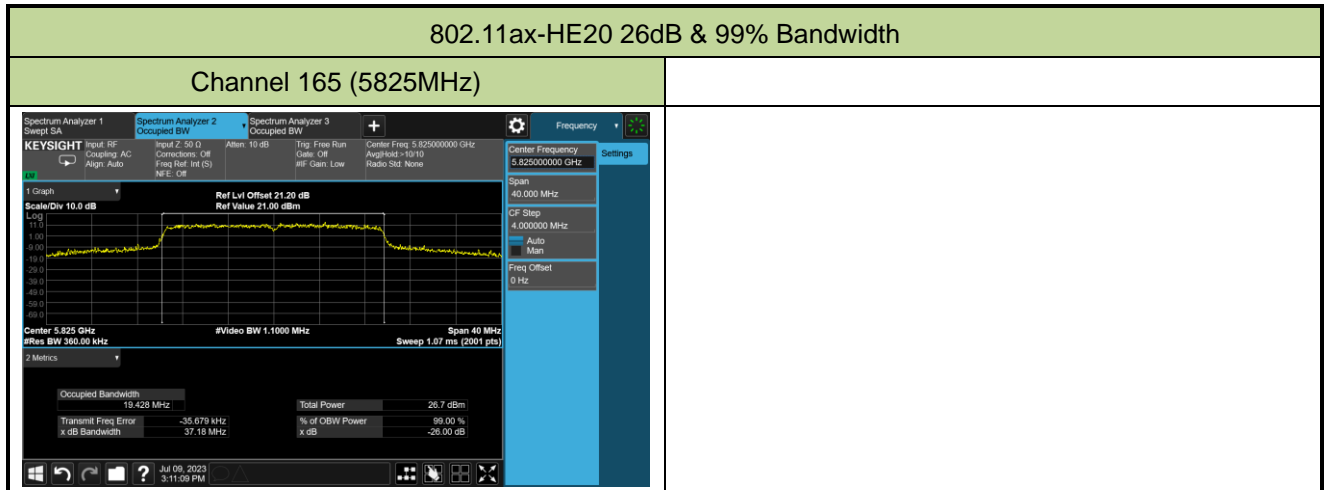 802.11ax-HE20 26dB & 99% Bandwidth
Channel 165 (5825MHz)
Spectrum Analyzer 1
Swept SA
Spectrum Analyzer 2
Occupied BW
Spectrum Analyzer 3
Occupied BW
+
Frequency
KEYSIGHT
Input: RF
Coupling: AC
Align: Auto
Input Z: 50 Ω
Corrections: Off
Freq Ref: Int (S)
NFE: Off
Atten: 10 dB
Trig: Free Run
Gate: Off
#IF Gain: Low
Center Freq: 5.825000000 GHz
Avg|Hold:>10/10
Radio Std: None
Center Frequency
5.825000000 GHz
Settings
Span
40.000 MHz
CF Step
4.000000 MHz
Auto
Man
Freq Offset
0 Hz
1 Graph
Scale/Div 10.0 dB
Ref Lvl Offset 21.20 dB
Ref Value 21.00 dBm
Log
11.0
1.00
-9.00
-19.0
-29.0
-39.0
-49.0
-59.0
-69.0
Center 5.825 GHz
#Res BW 360.00 kHz
#Video BW 1.1000 MHz
Span 40 MHz
Sweep 1.07 ms (2001 pts)
2 Metrics
Occupied Bandwidth
19.428 MHz
Total Power 26.7 dBm
Transmit Freq Error -35.679 kHz
% of OBW Power 99.00 %
x dB Bandwidth 37.18 MHz
x dB -26.00 dB
?
Jul 09, 2023
3:11:09 PM